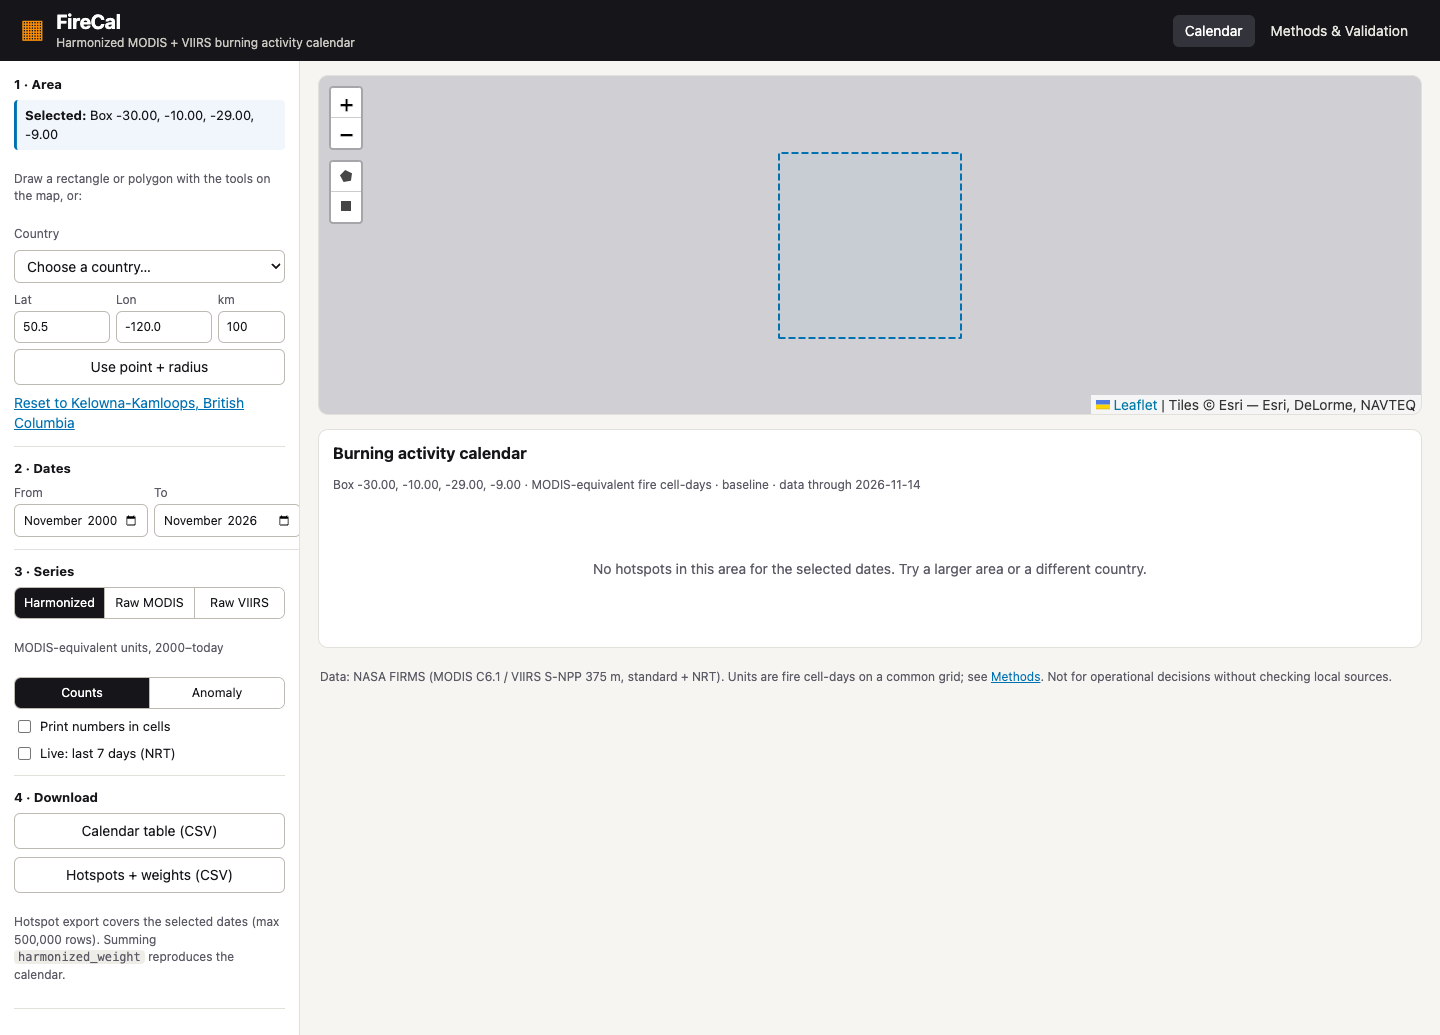 FireCal
Harmonized MODIS + VIIRS burning activity calendar
Calendar
Methods & Validation
1 · Area
Selected: Box -30.00, -10.00, -29.00,
-9.00
Draw a rectangle or polygon with the tools on
the map, or:
Country
Choose a country...
Lat
Lon
km
50.5
-120.0
100
Use point + radius
Reset to Kelowna-Kamloops, British
Columbia
2 · Dates
From
To
November 2000
November 2026
3 · Series
Harmonized
Raw MODIS
Raw VIIRS
MODIS-equivalent units, 2000–today
Counts
Anomaly
Print numbers in cells
Live: last 7 days (NRT)
4 · Download
Calendar table (CSV)
Hotspots + weights (CSV)
Hotspot export covers the selected dates (max
500,000 rows). Summing
harmonized_weight reproduces the
calendar.
+
−
Leaflet | Tiles © Esri — Esri, DeLorme, NAVTEQ
Burning activity calendar
Box -30.00, -10.00, -29.00, -9.00 · MODIS-equivalent fire cell-days · baseline · data through 2026-11-14
No hotspots in this area for the selected dates. Try a larger area or a different country.
Data: NASA FIRMS (MODIS C6.1 / VIIRS S-NPP 375 m, standard + NRT). Units are fire cell-days on a common grid; see Methods. Not for operational decisions without checking local sources.